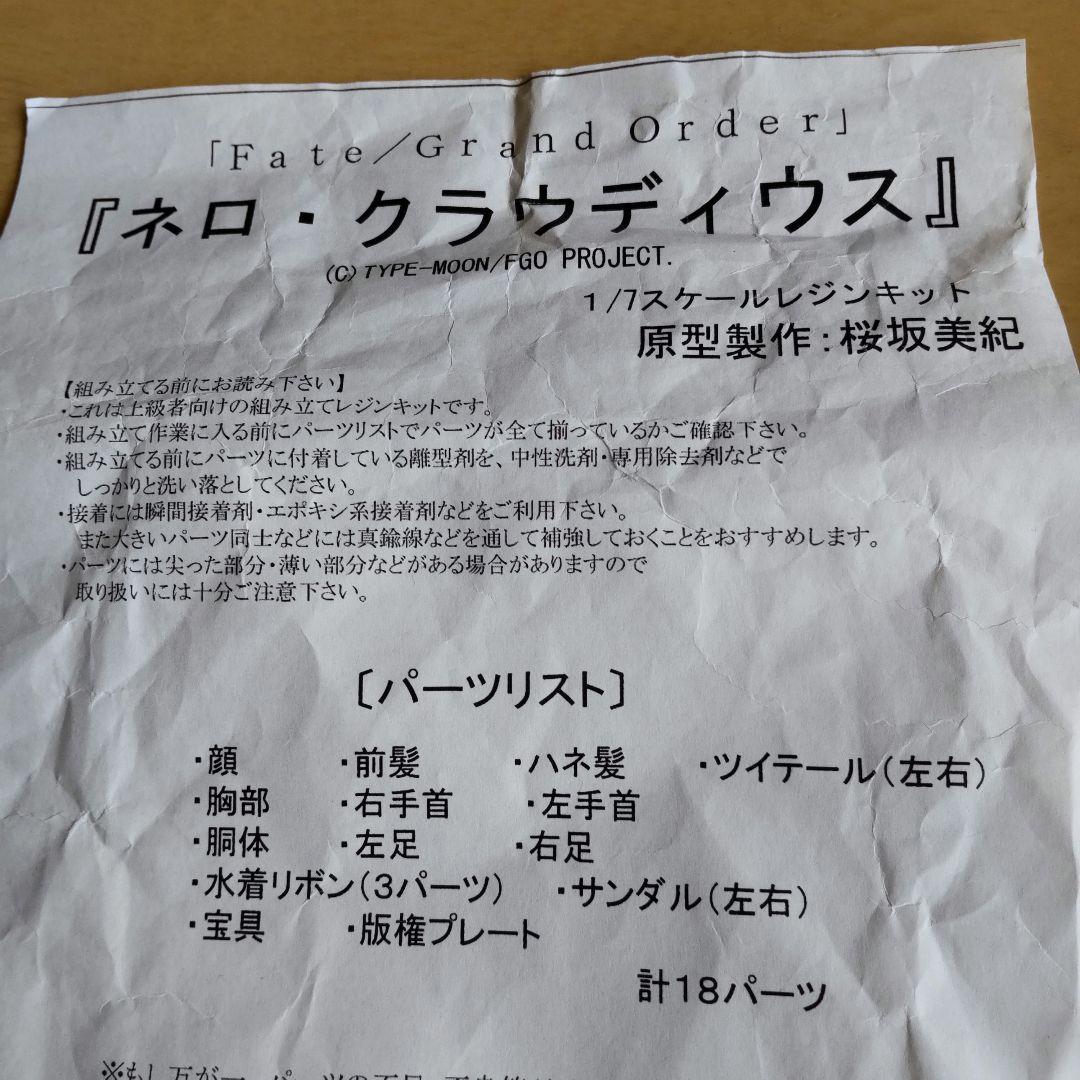 「Fate／Grand Order」
『ネロ・クラウディウス』
(C)TYPE-MOON/FGO PROJECT.
1/7スケールレジンキット
原型製作：桜坂美紀
【組み立てる前にお読み下さい】
・これは上級者向けの組み立てレジンキットです。
・組み立て作業に入る前にパーツリストでパーツが全て揃っているかご確認下さい。
・組み立てる前にパーツに付着している離型剤を、中性洗剤・専用除去剤などで
しっかりと洗い落としてください。
・接着には瞬間接着剤・エポキシ系接着剤などをご利用下さい。
また大きいパーツ同士などには真鍮線などを通して補強しておくことをおすすめします。
・パーツには尖った部分・薄い部分などがある場合がありますので
取り扱いには十分ご注意下さい。
〔パーツリスト〕
・顔 ・前髪 ・ハネ髪 ・ツイテール（左右）
・胸部 ・右手首 ・左手首
・胴体 ・左足 ・右足
・水着リボン（3パーツ） ・サンダル（左右）
・宝具 ・版権プレート
計18パーツ
※もし万が一、パーツの不足